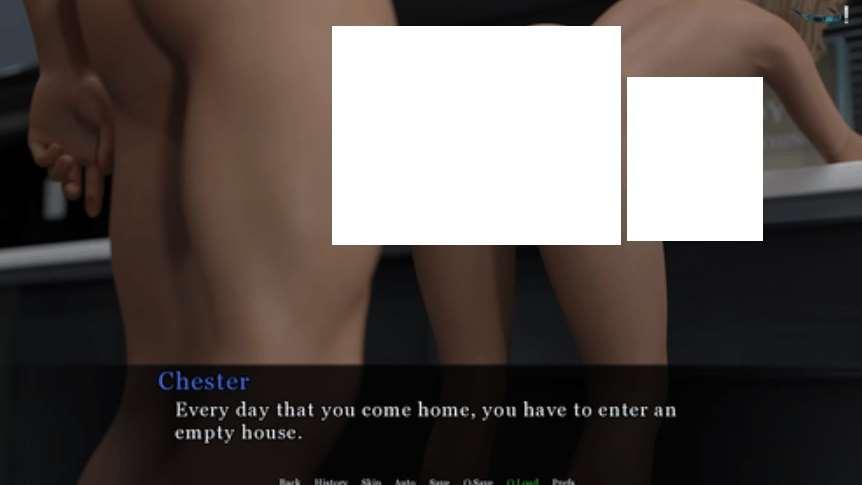 Chester
Every day that you come home, you have to enter an
empty house.
Back History Skip Auto Save Q.Save Q.Load Prefs